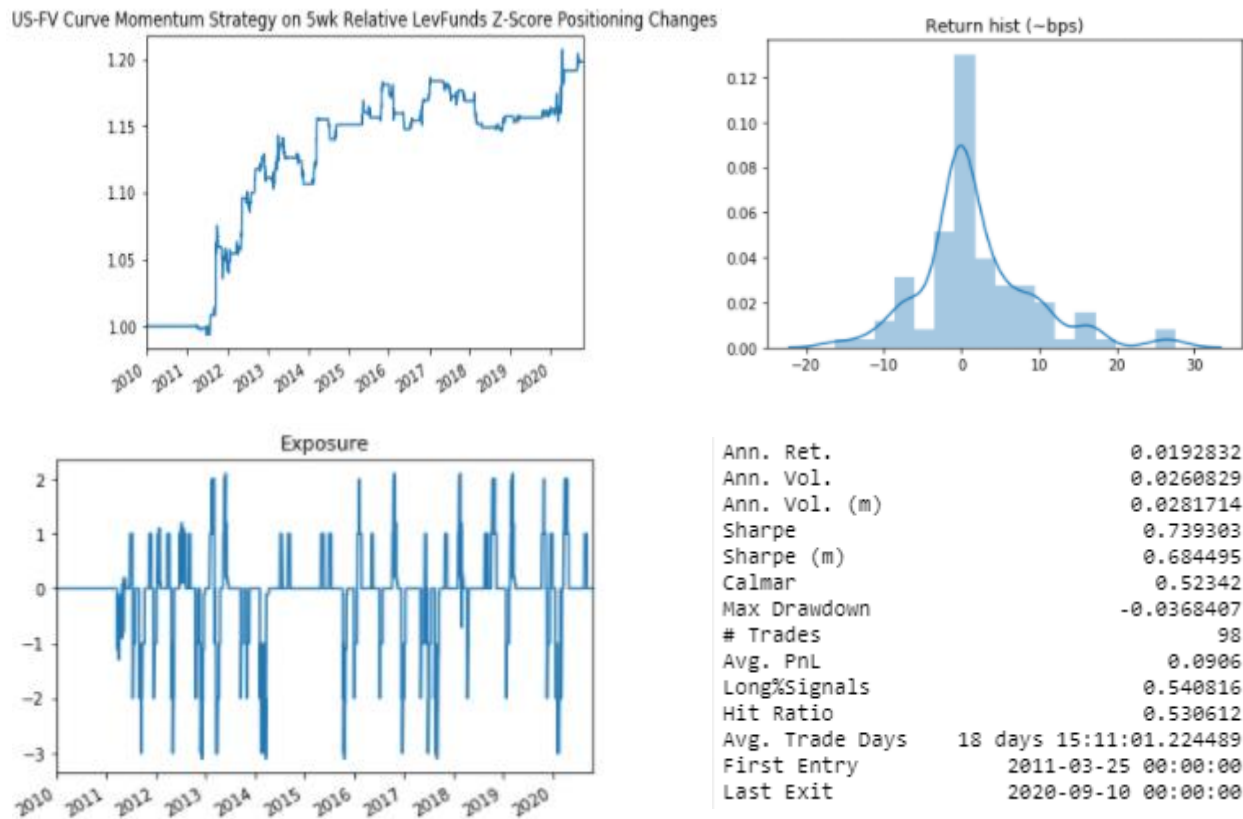 US-FV Curve Momentum Strategy on 5wk Relative LevFunds Z-Score Positioning Changes
1.20
1.15
1.10
1.05
1.00
2010
2011
2012
2013
2014
2015
2016
2017
2018
2019
2020
Return hist (~bps)
0.12
0.10
0.08
0.06
0.04
0.02
0.00
−20
−10
0
10
20
30
Exposure
2
1
0
−1
−2
−3
2010
2011
2012
2013
2014
2015
2016
2017
2018
2019
2020
Ann. Ret. 0.0192832
Ann. Vol. 0.0260829
Ann. Vol. (m) 0.0281714
Sharpe 0.739303
Sharpe (m) 0.684495
Calmar 0.52342
Max Drawdown -0.0368407
# Trades 98
Avg. PnL 0.0906
Long%Signals 0.540816
Hit Ratio 0.530612
Avg. Trade Days 18 days 15:11:01.224489
First Entry 2011-03-25 00:00:00
Last Exit 2020-09-10 00:00:00